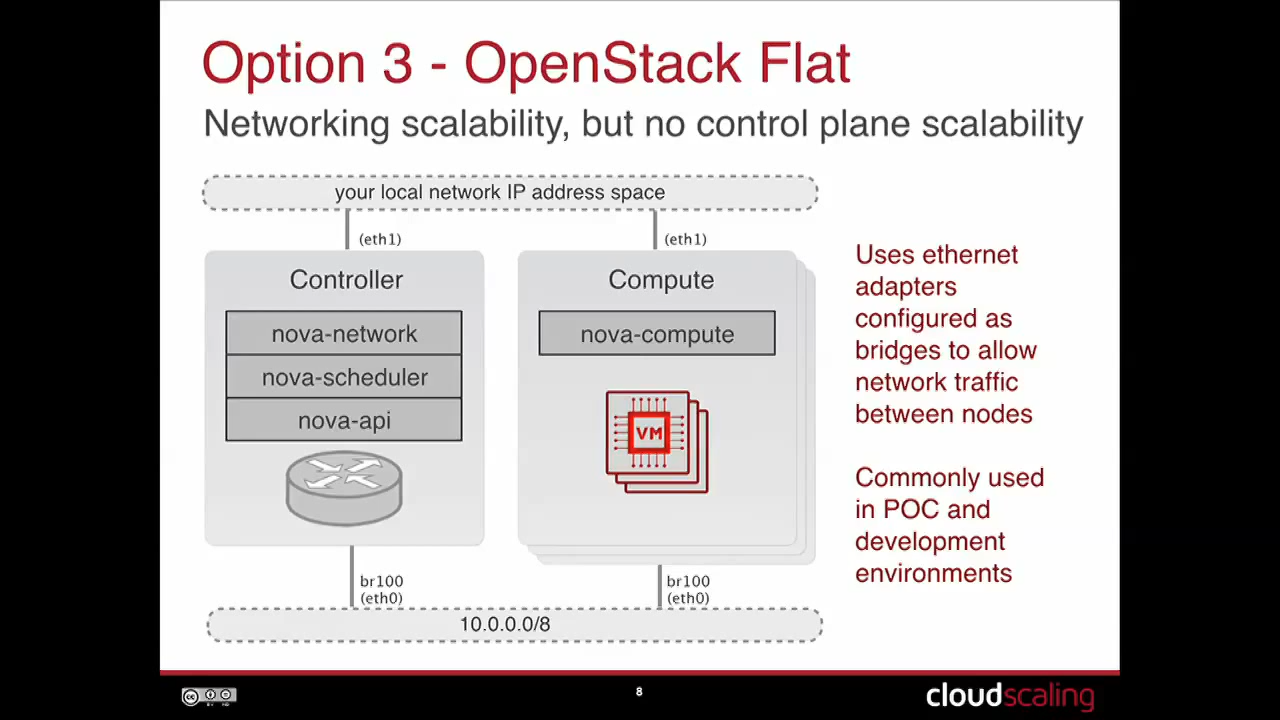 Option 3 - OpenStack Flat
Networking scalability, but no control plane scalability
your local network IP address space
(eth1)
(eth1)
Controller
nova-network
nova-scheduler
nova-api
Compute
nova-compute
VM
Uses ethernet
adapters
configured as
bridges to allow
network traffic
between nodes
Commonly used
in POC and
development
environments
br100
(eth0)
br100
(eth0)
10.0.0.0/8
cc
BY
ND
8
cloudscaling